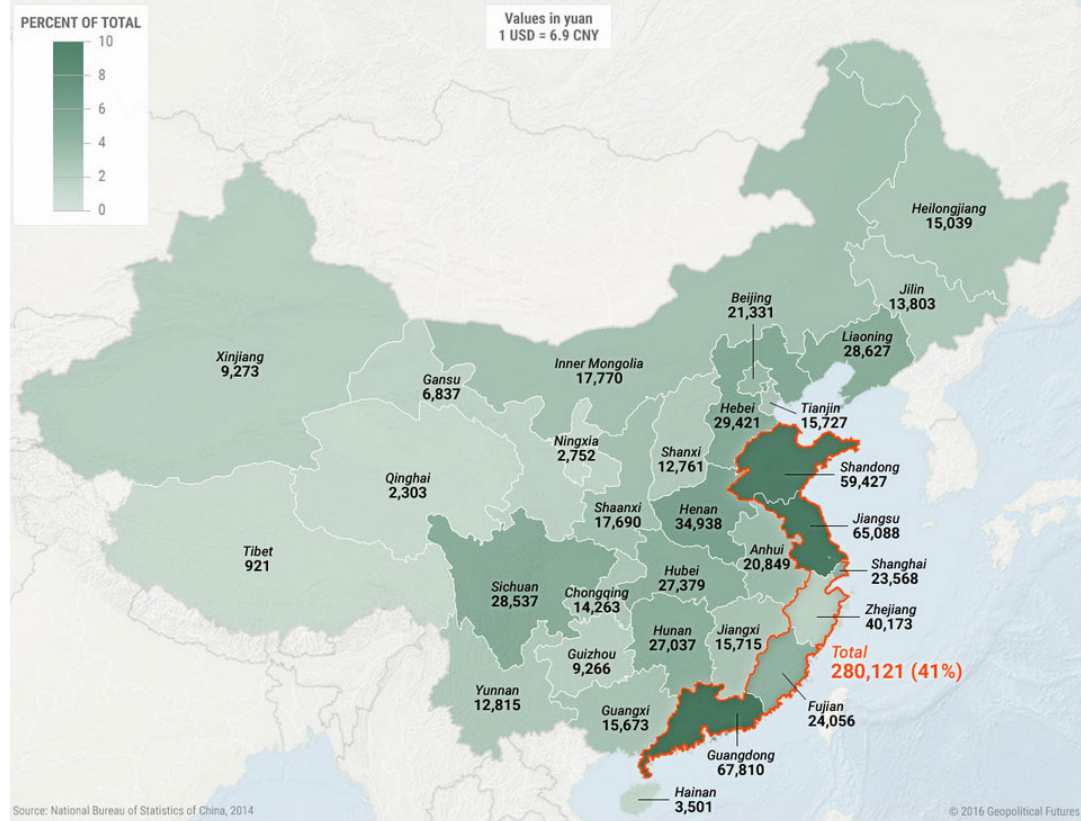 PERCENT OF TOTAL
10
8
6
4
2
0
Values in yuan
1 USD = 6.9 CNY
Heilongjiang
15,039
Jilin
13,803
Beijing
21,331
Liaoning
28,627
Xinjiang
9,273
Inner Mongolia
17,770
Gansu
6,837
Hebei
29,421
Tianjin
15,727
Ningxia
2,752
Shanxi
12,761
Shandong
59,427
Qinghai
2,303
Shaanxi
17,690
Henan
34,938
Jiangsu
65,088
Tibet
921
Anhui
20,849
Shanghai
23,568
Sichuan
28,537
Chongqing
14,263
Hubei
27,379
Zhejiang
40,173
Hunan
27,037
Jiangxi
15,715
Total
280,121 (41%)
Guizhou
9,266
Yunnan
12,815
Guangxi
15,673
Fujian
24,056
Guangdong
67,810
Hainan
3,501
Source: National Bureau of Statistics of China, 2014
© 2016 Geopolitical Futures